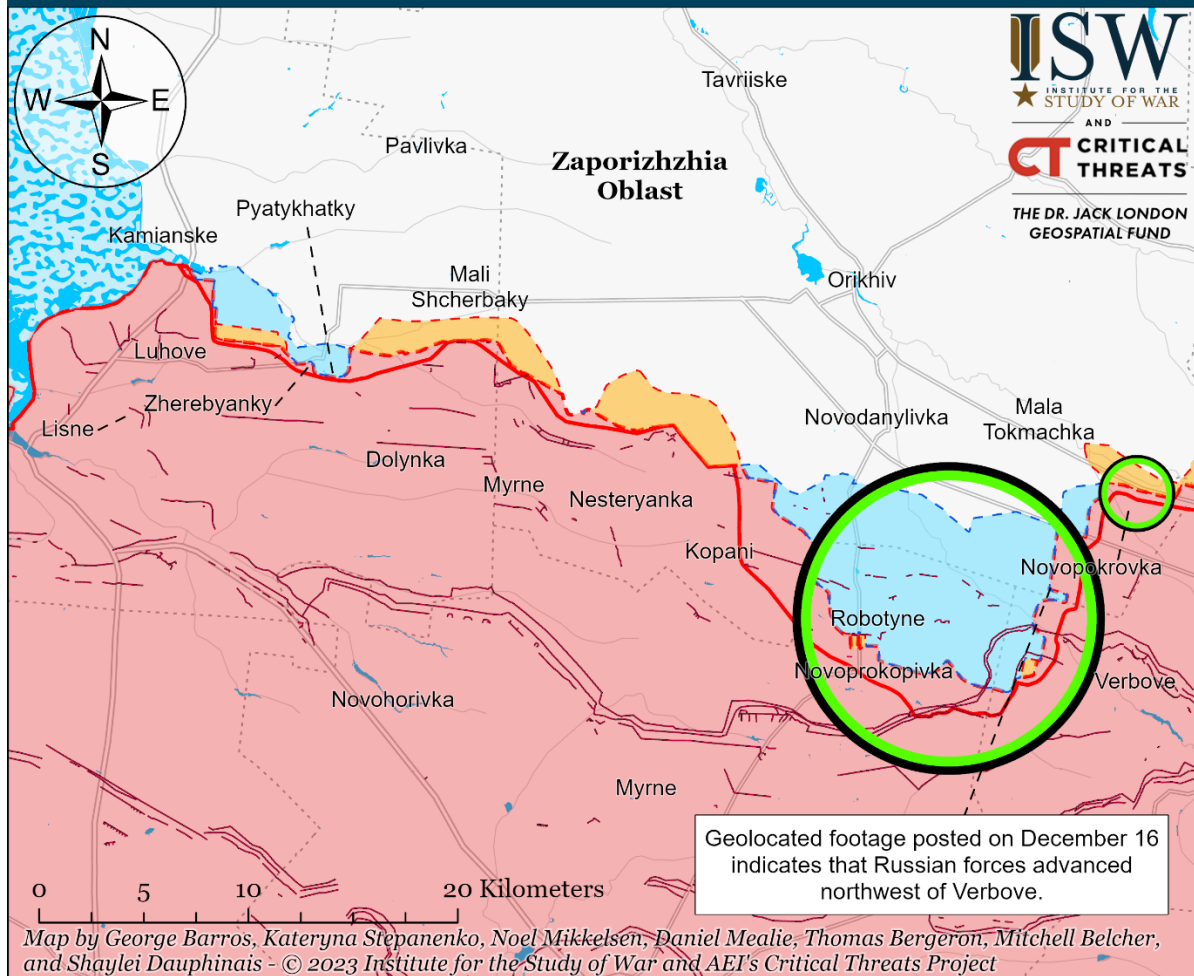 N
W
E
S
ISW
INSTITUTE FOR THE
STUDY OF WAR
AND
CT CRITICAL
THREATS
THE DR. JACK LONDON
GEOSPATIAL FUND
Tavriiske
Pavlivka
Zaporizhzhia
Oblast
Pyatykhatky
Kamianske
Mali
Shcherbaky
Orikhiv
Luhove
Zherebyanky
Lisne
Novodanylivka
Mala
Tokmachka
Dolynka
Myrne
Nesteryanka
Kopani
Novopokrovka
Robotyne
Novoprokopivka
Verbove
Novohorivka
Myrne
Geolocated footage posted on December 16
indicates that Russian forces advanced
northwest of Verbove.
0 5 10 20 Kilometers
Map by George Barros, Kateryna Stepanenko, Noel Mikkelsen, Daniel Mealie, Thomas Bergeron, Mitchell Belcher,
and Shaylei Dauphinais - © 2023 Institute for the Study of War and AEI's Critical Threats Project